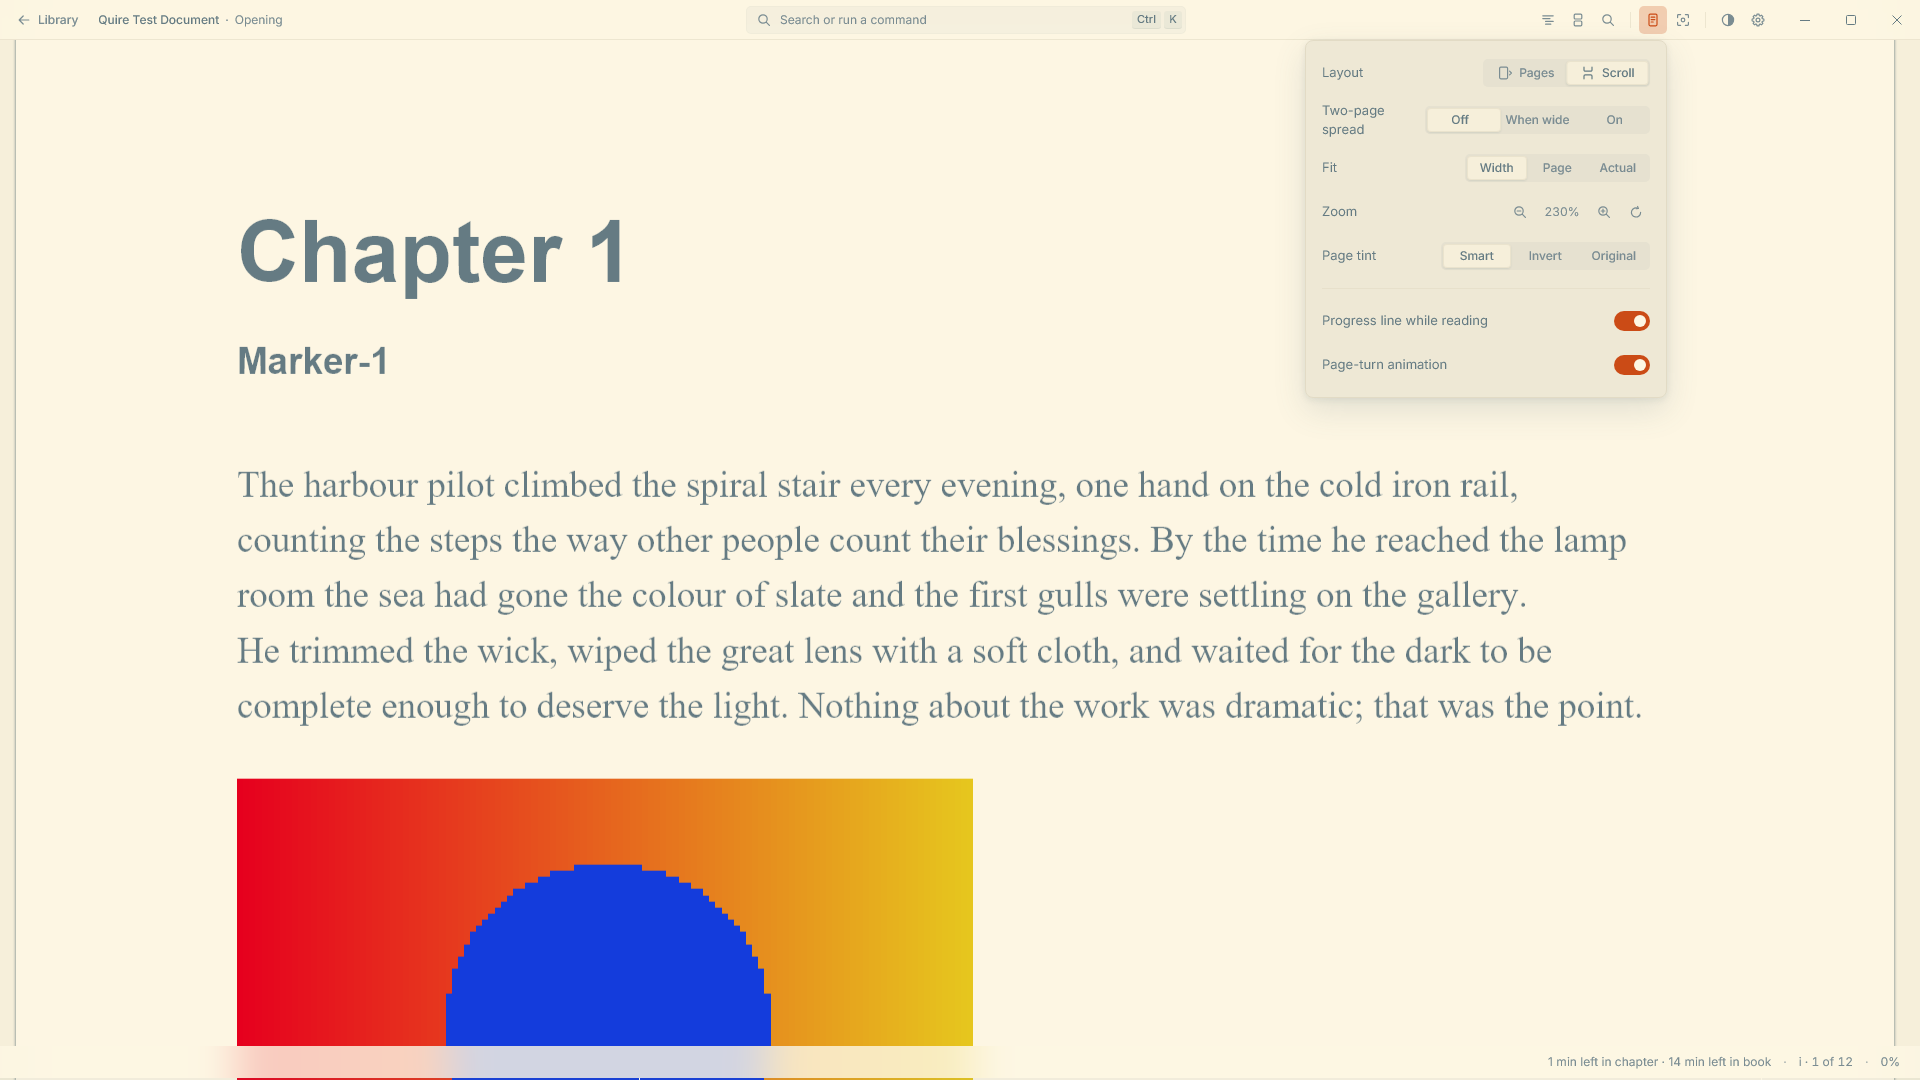 Library
Quire Test Document · Opening
Search or run a command
Ctrl K
Layout
Pages
Scroll
Two-page spread
Off
When wide
On
Fit
Width
Page
Actual
Zoom
230%
Page tint
Smart
Invert
Original
Progress line while reading
Page-turn animation
Chapter 1
Marker-1
The harbour pilot climbed the spiral stair every evening, one hand on the cold iron rail,
counting the steps the way other people count their blessings. By the time he reached the lamp
room the sea had gone the colour of slate and the first gulls were settling on the gallery.
He trimmed the wick, wiped the great lens with a soft cloth, and waited for the dark to be
complete enough to deserve the light. Nothing about the work was dramatic; that was the point.
1 min left in chapter · 14 min left in book · i · 1 of 12 · 0%